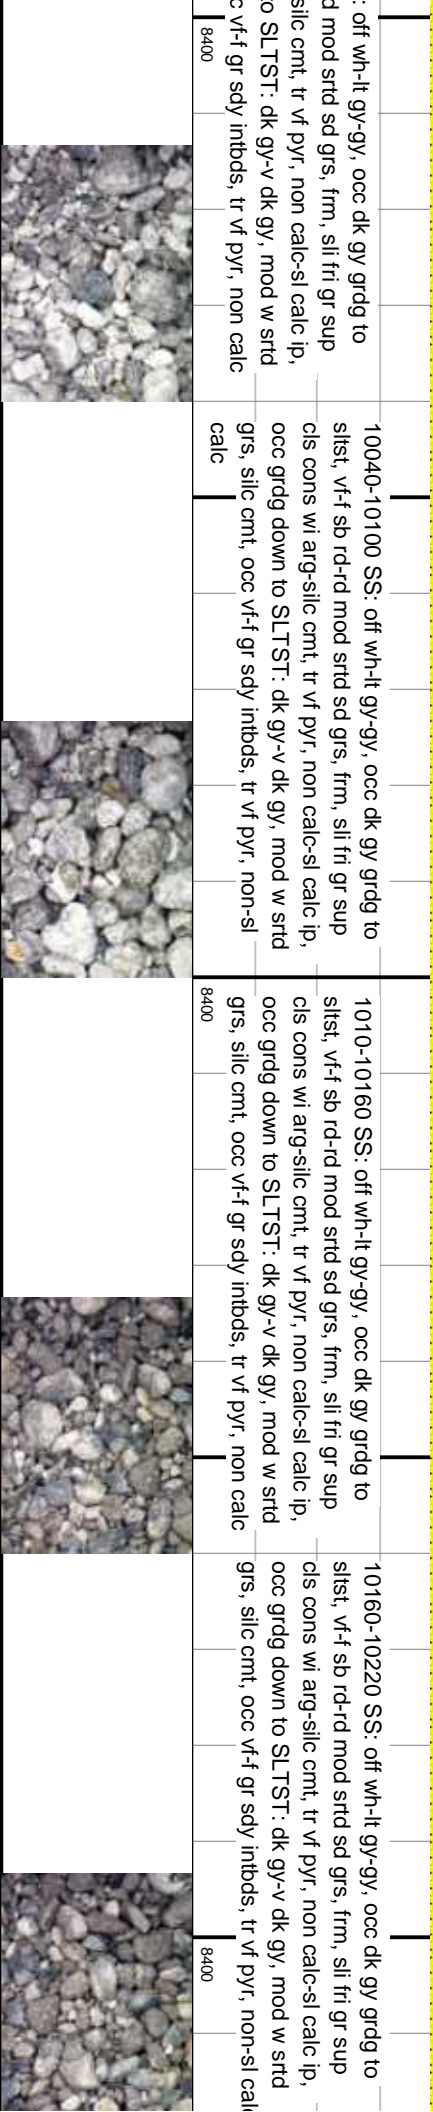 : off wh-lt gy-gy, occ dk gy grdg to
d mod srtd sd grs, frm, sli fri gr sup
silc cmt, tr vf pyr, non calc-sl calc ip,
o SLTST: dk gy-v dk gy, mod w srtd
c vf-f gr sdy intbds, tr vf pyr, non calc
8400
10040-10100 SS: off wh-lt gy-gy, occ dk gy grdg to
sltst, vf-f sb rd-rd mod srtd sd grs, frm, sli fri gr sup
cls cons wi arg-silc cmt, tr vf pyr, non calc-sl calc ip,
occ grdg down to SLTST: dk gy-v dk gy, mod w srtd
grs, silc cmt, occ vf-f gr sdy intbds, tr vf pyr, non-sl
calc
1010-10160 SS: off wh-lt gy-gy, occ dk gy grdg to
sltst, vf-f sb rd-rd mod srtd sd grs, frm, sli fri gr sup
cls cons wi arg-silc cmt, tr vf pyr, non calc-sl calc ip,
occ grdg down to SLTST: dk gy-v dk gy, mod w srtd
grs, silc cmt, occ vf-f gr sdy intbds, tr vf pyr, non calc
8400
10160-10220 SS: off wh-lt gy-gy, occ dk gy grdg to
sltst, vf-f sb rd-rd mod srtd sd grs, frm, sli fri gr sup
cls cons wi arg-silc cmt, tr vf pyr, non calc-sl calc ip,
occ grdg down to SLTST: dk gy-v dk gy, mod w srtd
grs, silc cmt, occ vf-f gr sdy intbds, tr vf pyr, non-sl calc
8400